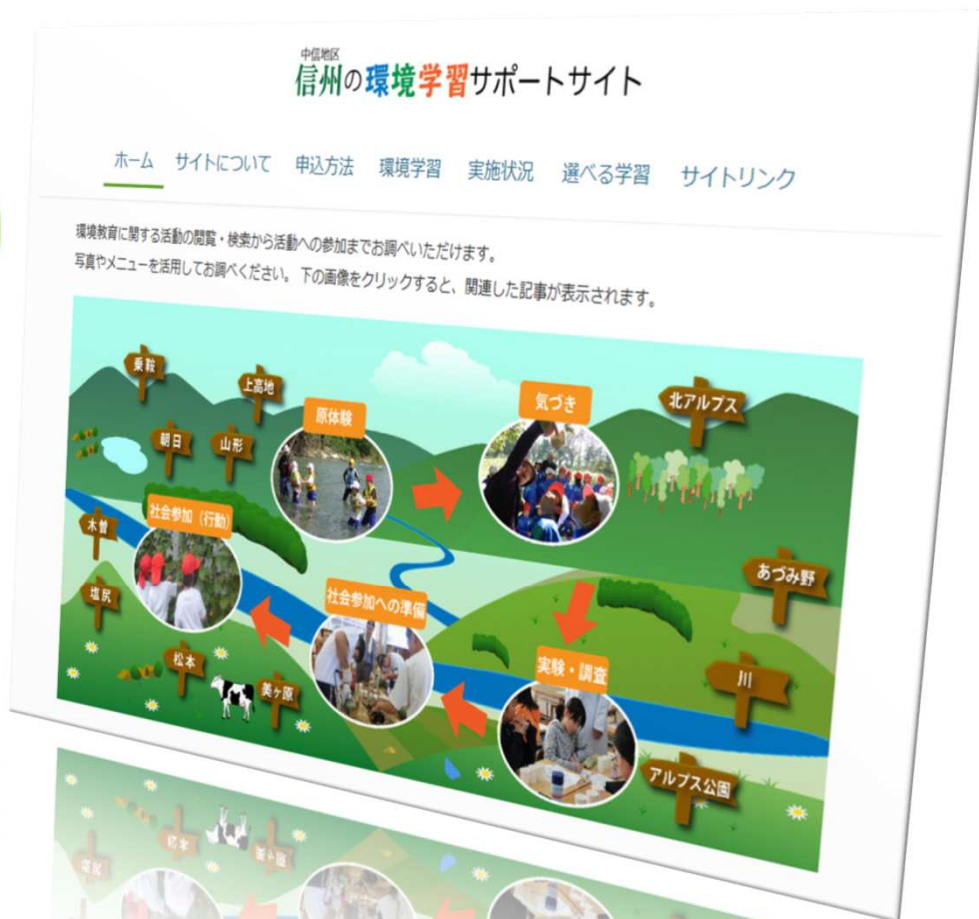 中信地区
信州の環境学習サポートサイト
ホーム サイトについて 申込方法 環境学習 実施状況 選べる学習 サイトリンク
環境教育に関する活動の閲覧・検索から活動への参加までお調べいただけます。
写真やメニューを活用してお調べください。 下の画像をクリックすると、関連した記事が表示されます。
乗鞍
上高地
原体験
気づき
北アルプス
朝日
山形
木曽
社会参加（行動）
あづみ野
塩尻
社会参加への準備
松本
美ヶ原
実験・調査
川
アルプス公園